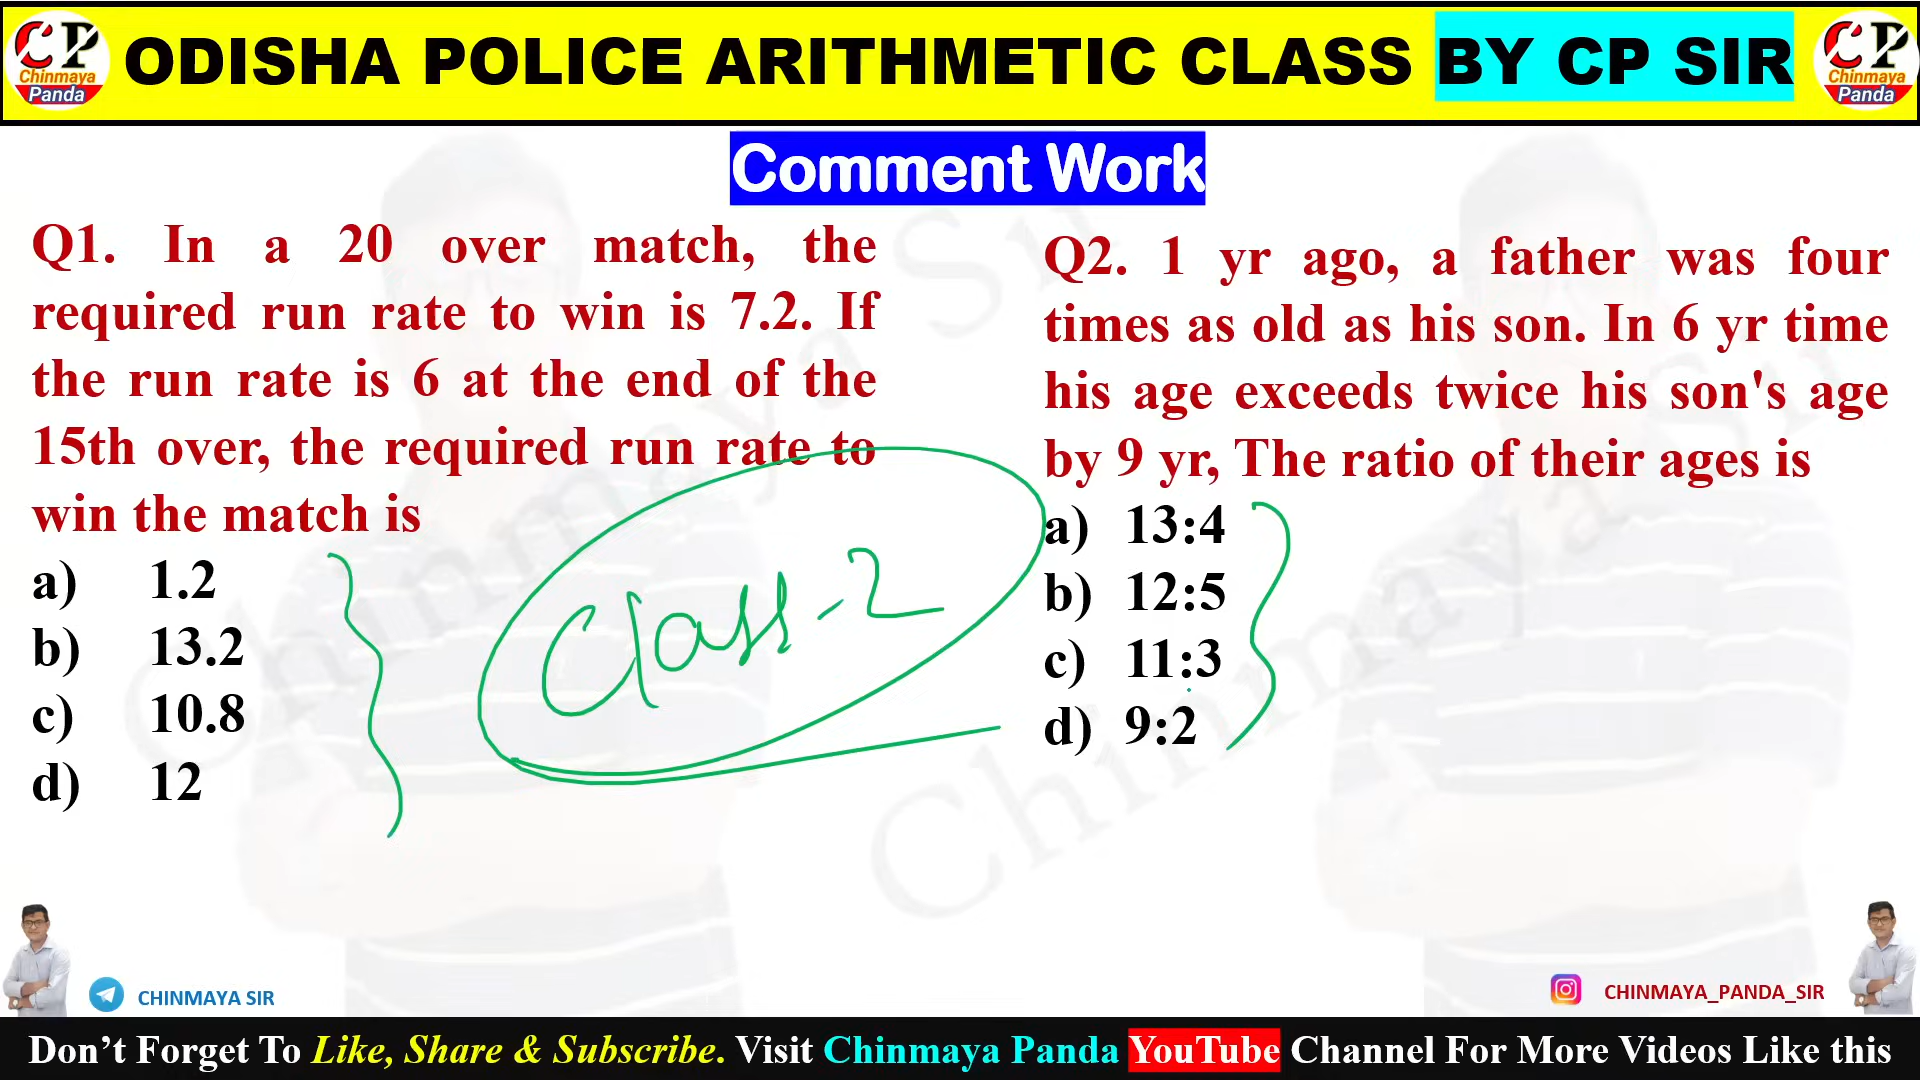 CP
Chinmaya
Panda
ODISHA POLICE ARITHMETIC CLASS BY CP SIR
CP
Chinmaya
Panda
Comment Work
Q1. In a 20 over match, the
required run rate to win is 7.2. If
the run rate is 6 at the end of the
15th over, the required run rate to
win the match is
a) 1.2
b) 13.2
c) 10.8
d) 12
Class-2
Q2. 1 yr ago, a father was four
times as old as his son. In 6 yr time
his age exceeds twice his son's age
by 9 yr, The ratio of their ages is
a) 13:4
b) 12:5
c) 11:3
d) 9:2
Chinmaya Sir
Chinmaya Sir
CHINMAYA SIR
CHINMAYA_PANDA_SIR
Don’t Forget To Like, Share & Subscribe. Visit Chinmaya Panda YouTube Channel For More Videos Like this